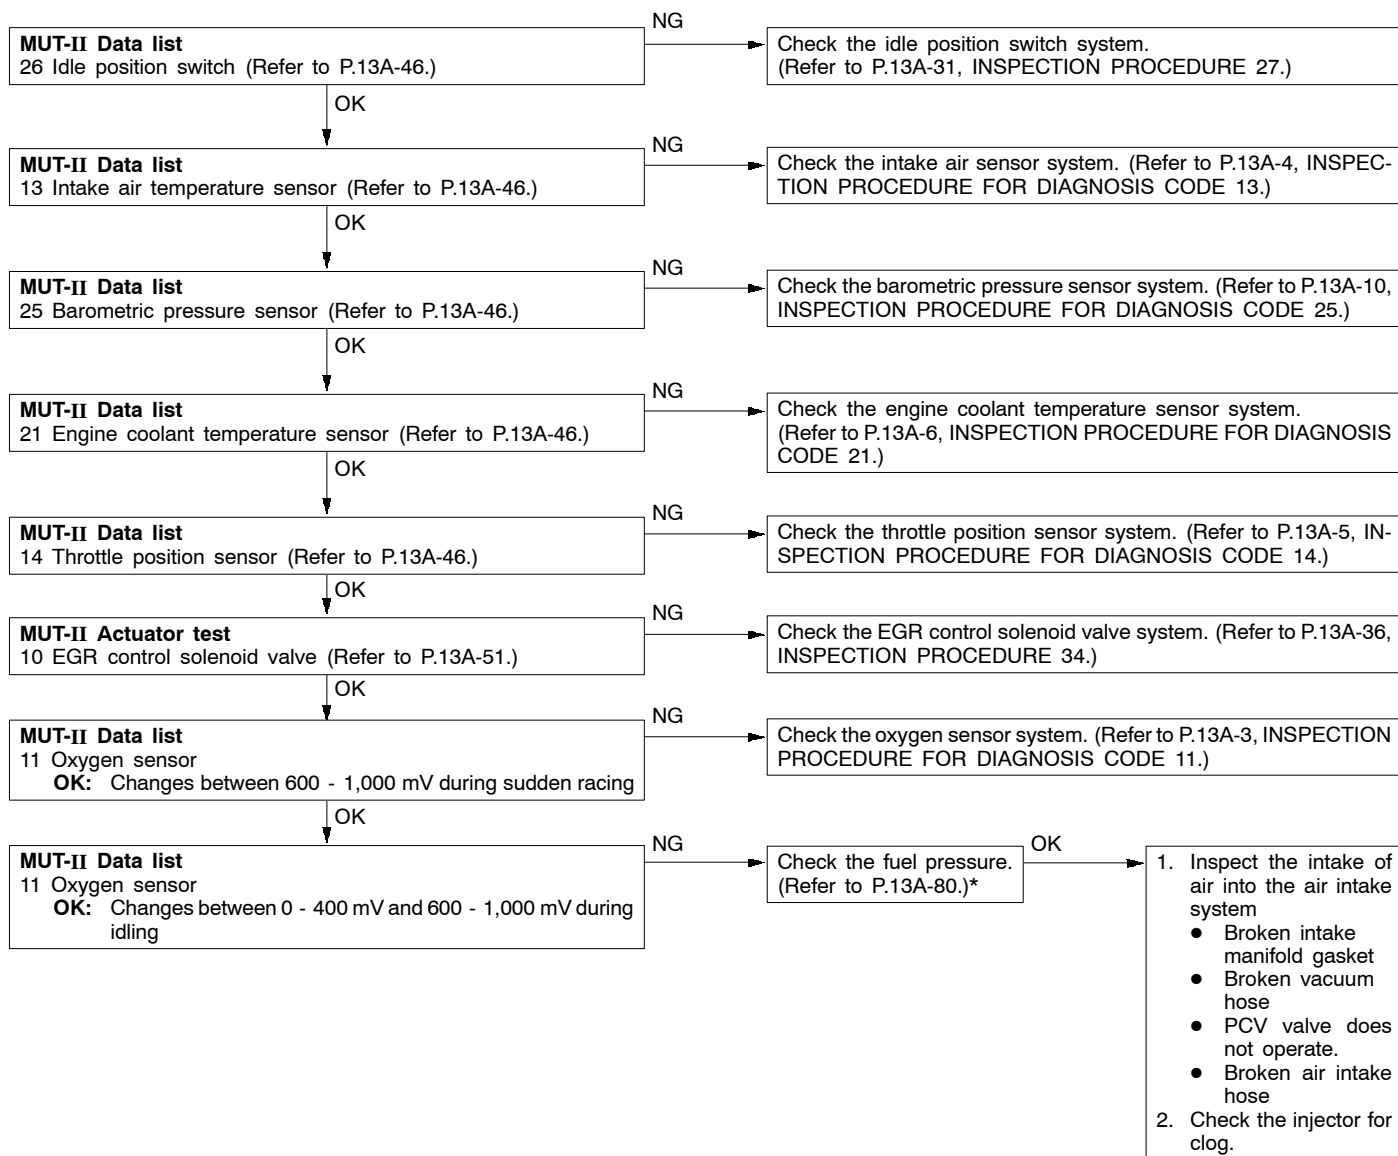 NG
MUT-II Data list
26 Idle position switch (Refer to P.13A-46.)
Check the idle position switch system.
(Refer to P.13A-31, INSPECTION PROCEDURE 27.)
OK
NG
MUT-II Data list
13 Intake air temperature sensor (Refer to P.13A-46.)
Check the intake air sensor system. (Refer to P.13A-4, INSPEC-
TION PROCEDURE FOR DIAGNOSIS CODE 13.)
OK
NG
MUT-II Data list
25 Barometric pressure sensor (Refer to P.13A-46.)
Check the barometric pressure sensor system. (Refer to P.13A-10,
INSPECTION PROCEDURE FOR DIAGNOSIS CODE 25.)
OK
NG
MUT-II Data list
21 Engine coolant temperature sensor (Refer to P.13A-46.)
Check the engine coolant temperature sensor system.
(Refer to P.13A-6, INSPECTION PROCEDURE FOR DIAGNOSIS
CODE 21.)
OK
NG
MUT-II Data list
14 Throttle position sensor (Refer to P.13A-46.)
Check the throttle position sensor system. (Refer to P.13A-5, IN-
SPECTION PROCEDURE FOR DIAGNOSIS CODE 14.)
OK
NG
MUT-II Actuator test
10 EGR control solenoid valve (Refer to P.13A-51.)
Check the EGR control solenoid valve system. (Refer to P.13A-36,
INSPECTION PROCEDURE 34.)
OK
NG
MUT-II Data list
11 Oxygen sensor
OK: Changes between 600 - 1,000 mV during sudden racing
Check the oxygen sensor system. (Refer to P.13A-3, INSPECTION
PROCEDURE FOR DIAGNOSIS CODE 11.)
OK
NG
MUT-II Data list
11 Oxygen sensor
OK: Changes between 0 - 400 mV and 600 - 1,000 mV during
idling
Check the fuel pressure.
(Refer to P.13A-80.)*
OK
1. Inspect the intake of
air into the air intake
system
● Broken intake
manifold gasket
● Broken vacuum
hose
● PCV valve does
not operate.
● Broken air intake
hose
2. Check the injector for
clog.